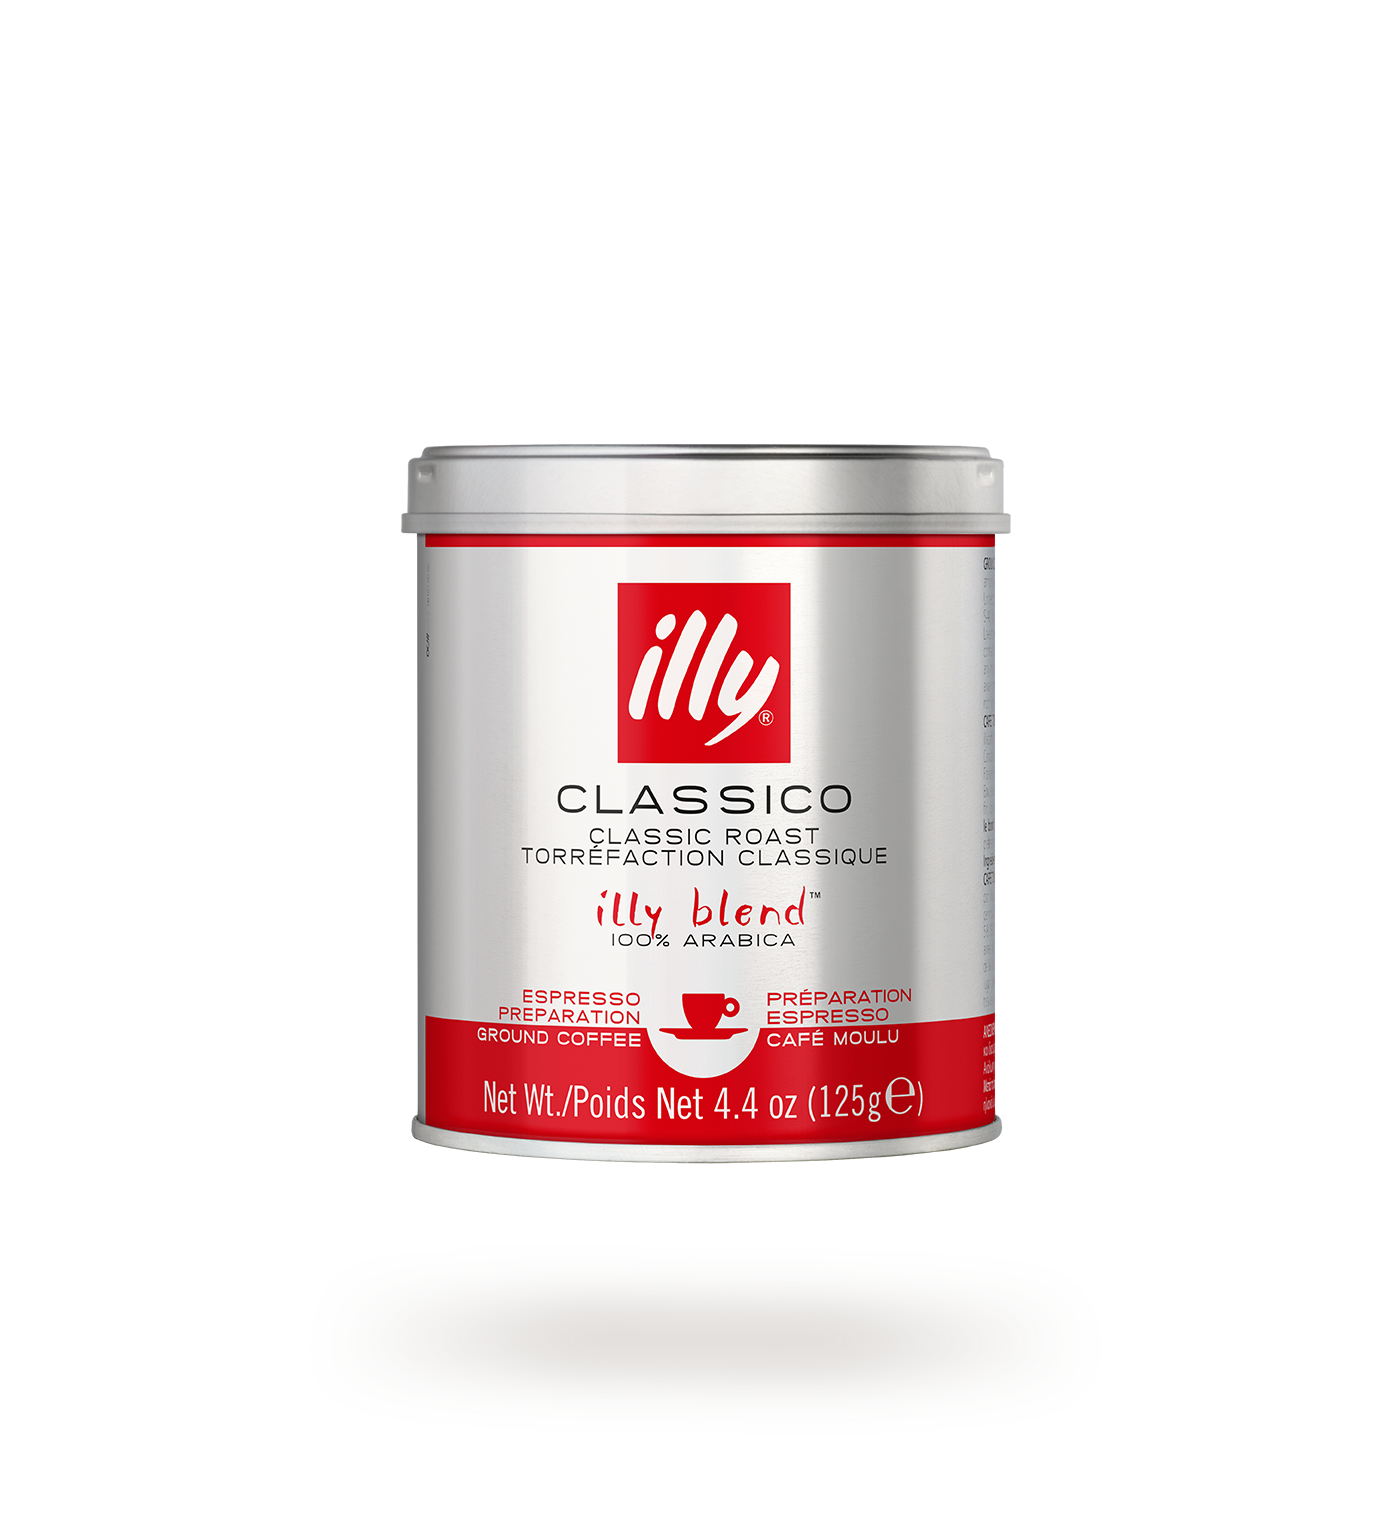 illy®
CLASSICO
CLASSIC ROAST
TORRÉFACTION CLASSIQUE
illy blend™
100% ARABICA
ESPRESSO
PREPARATION
GROUND COFFEE
PRÉPARATION
ESPRESSO
CAFÉ MOULU
Net Wt./Poids Net 4.4 oz (125g℮)